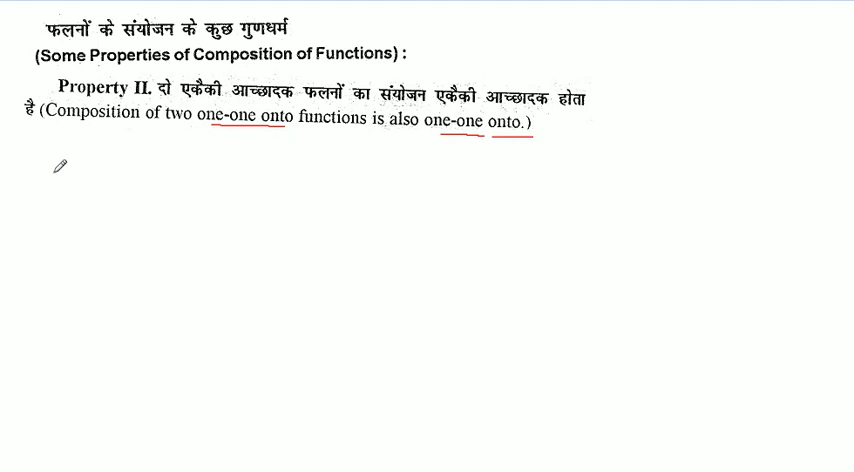 फलनों के संयोजन के कुछ गुणधर्म
(Some Properties of Composition of Functions) :
Property II. दो एकैकी आच्छादक फलनों का संयोजन एकैकी आच्छादक होता
है (Composition of two one-one onto functions is also one-one onto.)